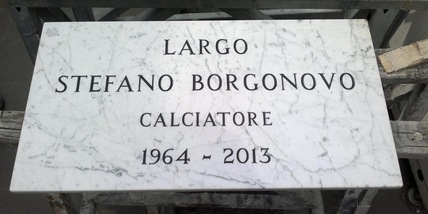 LARGO
STEFANO BORGONOVO
CALCIATORE
1964 - 2013